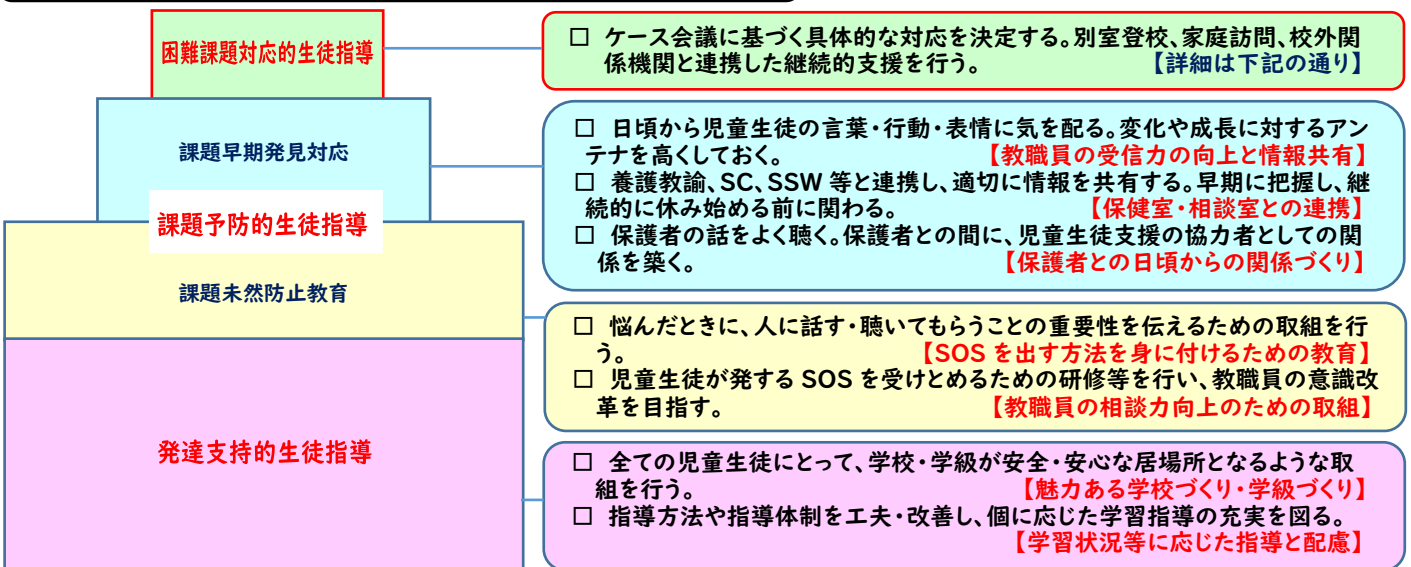 困難課題対応的生徒指導
□ ケース会議に基づく具体的な対応を決定する。別室登校、家庭訪問、校外関
係機関と連携した継続的支援を行う。 【詳細は下記の通り】
課題早期発見対応
□ 日頃から児童生徒の言葉・行動・表情に気を配る。変化や成長に対するアン
テナを高くしておく。 【教職員の受信力の向上と情報共有】
□ 養護教諭、SC、SSW 等と連携し、適切に情報を共有する。早期に把握し、継
続的に休み始める前に関わる。 【保健室・相談室との連携】
□ 保護者の話をよく聴く。保護者との間に、児童生徒支援の協力者としての関
係を築く。 【保護者との日頃からの関係づくり】
課題予防的生徒指導
課題未然防止教育
□ 悩んだときに、人に話す・聴いてもらうことの重要性を伝えるための取組を行
う。 【SOS を出す方法を身に付けるための教育】
□ 児童生徒が発する SOS を受けとめるための研修等を行い、教職員の意識改
革を目指す。 【教職員の相談力向上のための取組】
発達支持的生徒指導
□ 全ての児童生徒にとって、学校・学級が安全・安心な居場所となるような取
組を行う。 【魅力ある学校づくり・学級づくり】
□ 指導方法や指導体制を工夫・改善し、個に応じた学習指導の充実を図る。
【学習状況等に応じた指導と配慮】